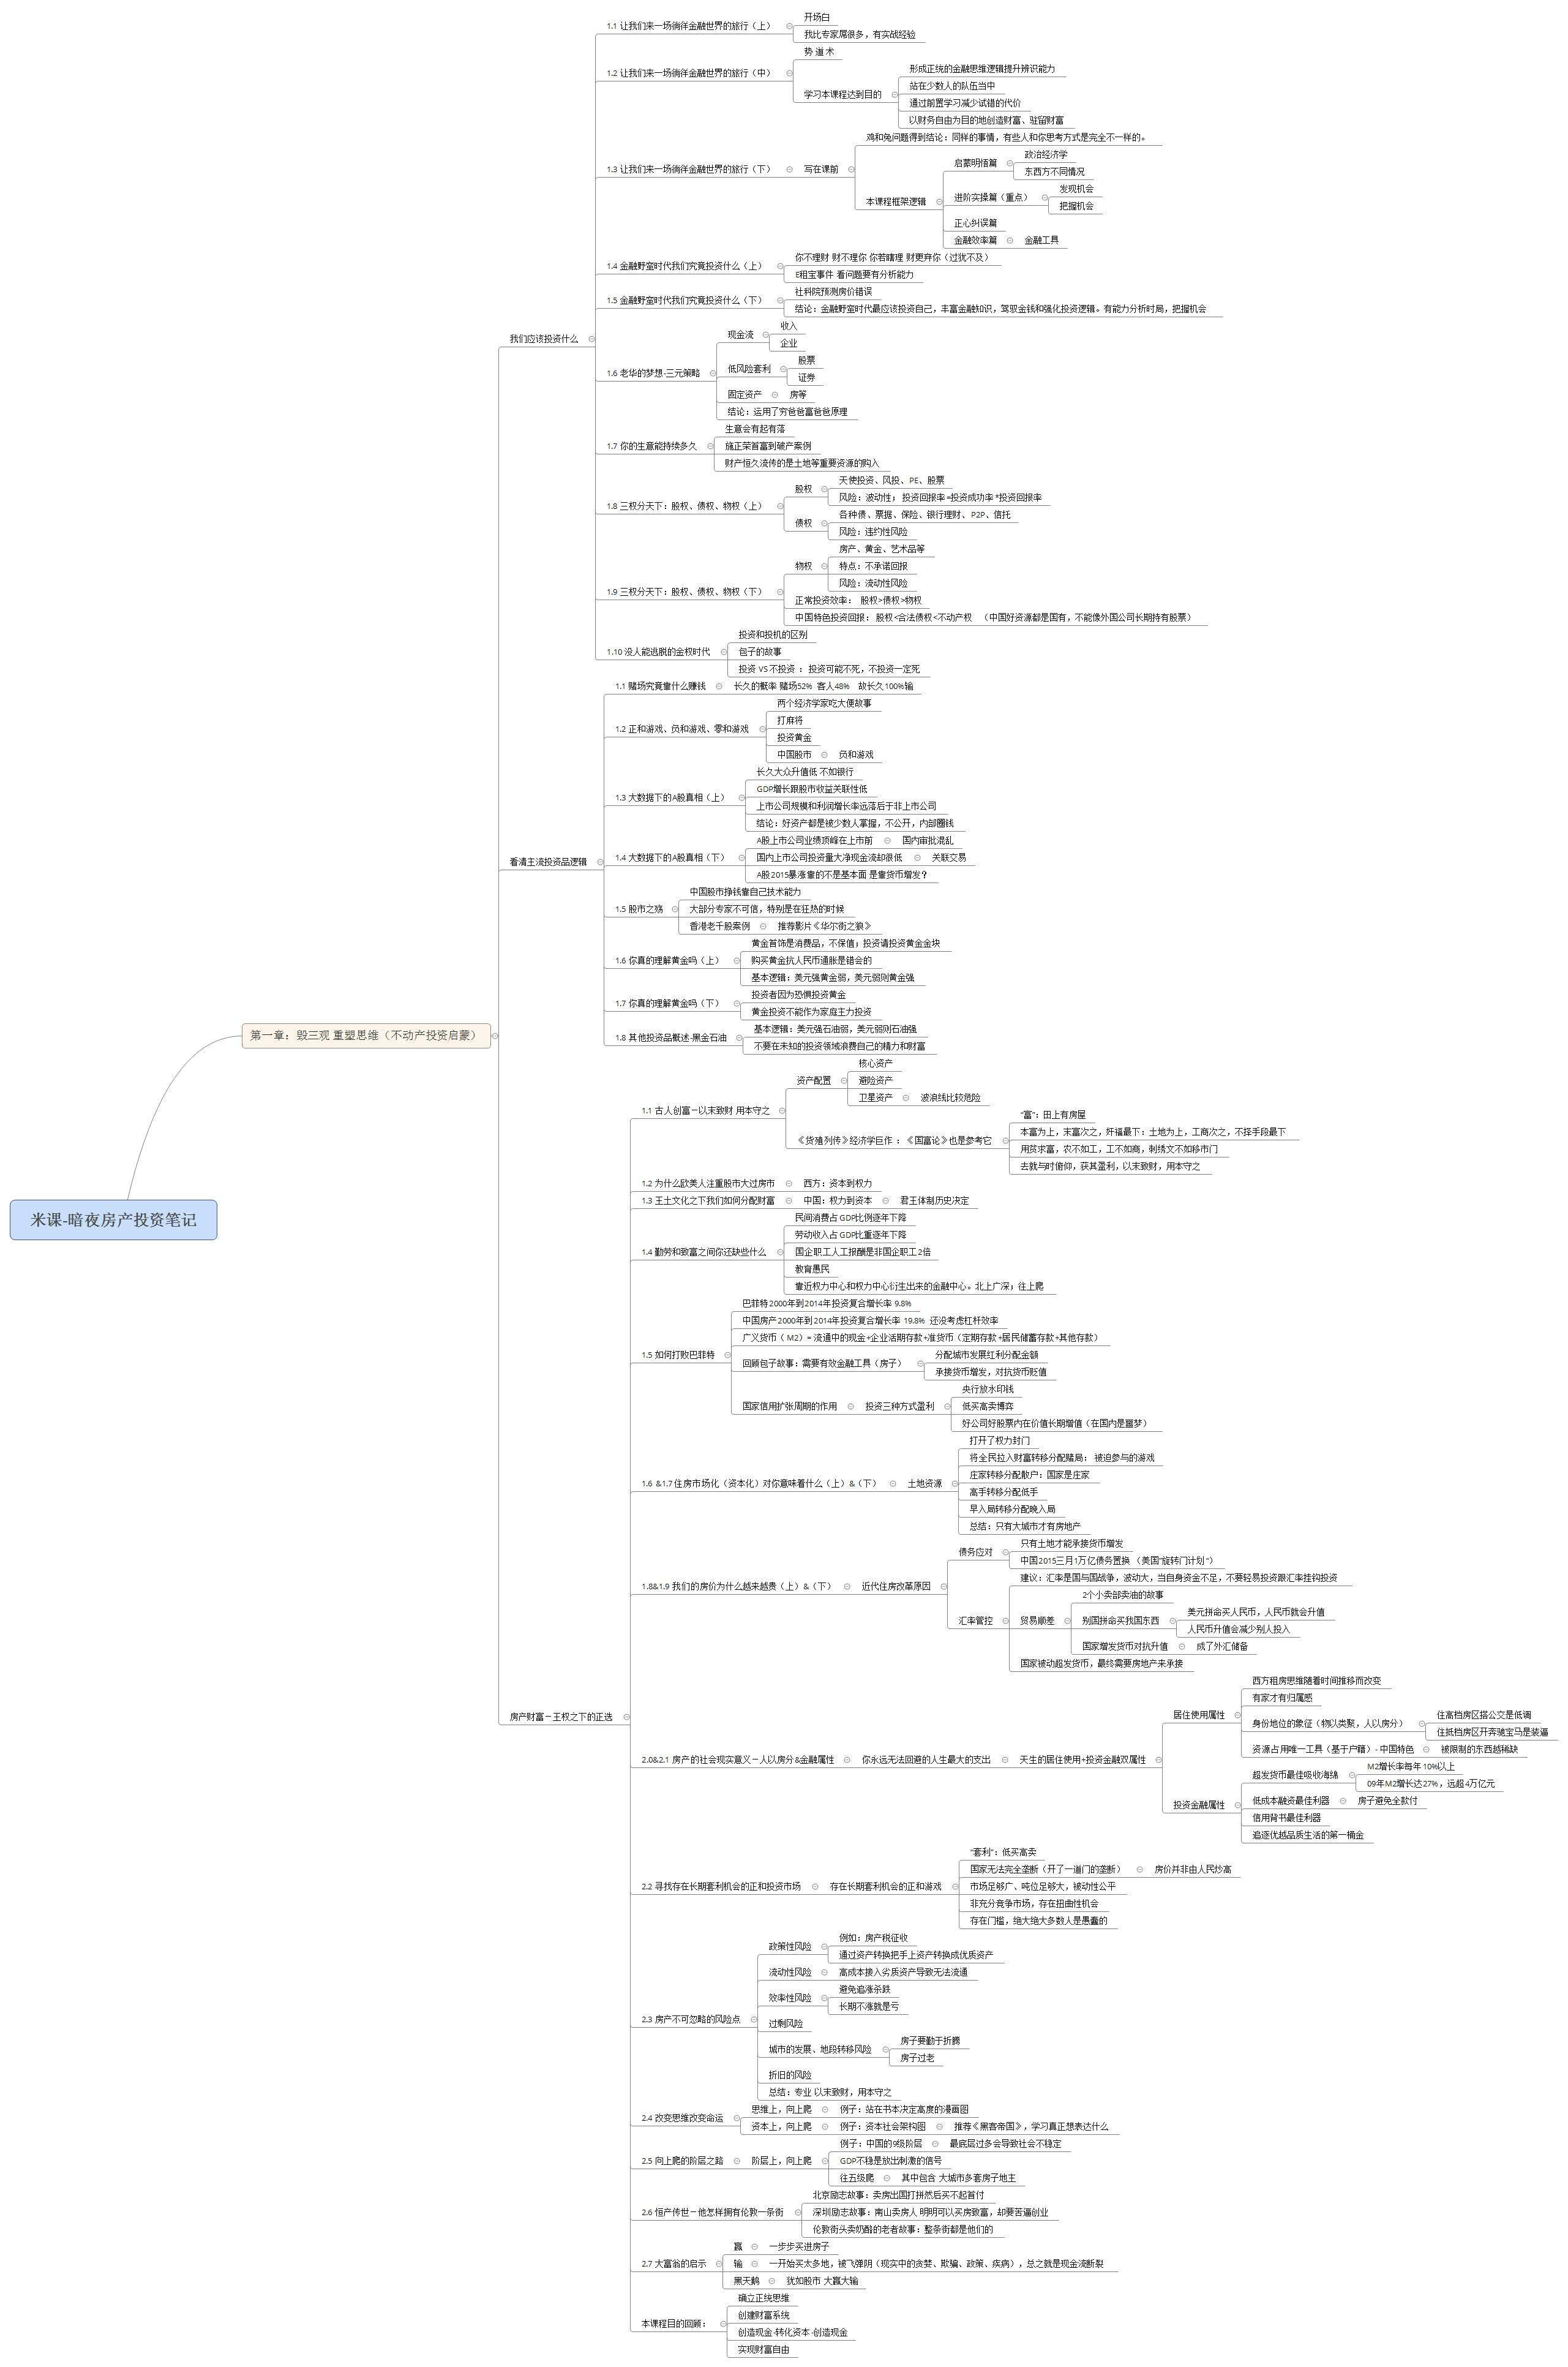 米课-暗夜房产投资笔记
第一章：毁三观 重塑思维（不动产投资启蒙）
我们应该投资什么
1.1 让我们来一场徜徉金融世界的旅行（上）
开场白
我比专家屌很多，有实战经验
1.2 让我们来一场徜徉金融世界的旅行（中）
势 道 术
学习本课程达到目的
形成正统的金融思维逻辑提升辨识能力
站在少数人的队伍当中
通过前置学习减少试错的代价
以财务自由为目的地创造财富、驻留财富
1.3 让我们来一场徜徉金融世界的旅行（下）
写在课前
鸡和兔问题得到结论：同样的事情，有些人和你思考方式是完全不一样的。
本课程框架逻辑
启蒙明悟篇
政治经济学
东西方不同情况
进阶实操篇（重点）
发现机会
把握机会
正心纠误篇
金融效率篇
金融工具
1.4 金融野蛮时代我们究竟投资什么（上）
你不理财 财不理你 你若瞎理 财更弃你（过犹不及）
E租宝事件 看问题要有分析能力
1.5 金融野蛮时代我们究竟投资什么（下）
社科院预测房价错误
结论：金融野蛮时代最应该投资自己，丰富金融知识，驾驭金钱和强化投资逻辑。有能力分析时局，把握机会
1.6 老华的梦想-三元策略
现金流
收入
企业
低风险套利
股票
证券
固定资产
房等
结论：运用了穷爸爸富爸爸原理
1.7 你的生意能持续多久
生意会有起有落
施正荣首富到破产案例
财产恒久流传的是土地等重要资源的购入
1.8 三权分天下：股权、债权、物权（上）
股权
天使投资、风投、PE、股票
风险：波动性； 投资回报率=投资成功率*投资回报率
债权
各种债、票据、保险、银行理财、P2P、信托
风险：违约性风险
1.9 三权分天下：股权、债权、物权（下）
物权
房产、黄金、艺术品等
特点：不承诺回报
风险：流动性风险
正常投资效率： 股权>债权>物权
中国特色投资回报： 股权<合法债权<不动产权 （中国好资源都是国有，不能像外国公司长期持有股票）
1.10 没人能逃脱的金权时代
投资和投机的区别
包子的故事
投资 VS 不投资 ：投资可能不死，不投资一定死
看清主流投资品逻辑
1.1 赌场究竟靠什么赚钱
长久的概率 赌场52% 客人48% 故长久100%输
1.2 正和游戏、负和游戏、零和游戏
两个经济学家吃大便故事
打麻将
投资黄金
中国股市
负和游戏
1.3 大数据下的A股真相（上）
长久大众升值低 不如银行
GDP增长跟股市收益关联性低
上市公司规模和利润增长率远落后于非上市公司
结论：好资产都是被少数人掌握，不公开，内部圈钱
1.4 大数据下的A股真相（下）
A股上市公司业绩顶峰在上市前
国内审批混乱
国内上市公司投资量大净现金流却很低
关联交易
A股2015暴涨靠的不是基本面 是靠货币增发？
1.5 股市之殇
中国股市挣钱靠自己技术能力
大部分专家不可信，特别是在狂热的时候
香港老千股案例
推荐影片《华尔街之狼》
1.6 你真的理解黄金吗（上）
黄金首饰是消费品，不保值；投资请投资黄金金块
购买黄金抗人民币通胀是错会的
基本逻辑：美元强黄金弱，美元弱则黄金强
1.7 你真的理解黄金吗（下）
投资者因为恐惧投资黄金
黄金投资不能作为家庭主力投资
1.8 其他投资品概述-黑金石油
基本逻辑：美元强石油弱，美元弱则石油强
不要在未知的投资领域浪费自己的精力和财富
房产财富－王权之下的正选
1.1 古人创富－以末致财 用本守之
资产配置
核心资产
避险资产
卫星资产
波浪线比较危险
《货殖列传》经济学巨作：《国富论》也是参考它
“富”：田上有房屋
本富为上，末富次之，奸福最下：土地为上，工商次之，不择手段最下
用贫求富，农不如工，工不如商，刺绣文不如移市门
去就与时俯仰，获其盈利，以末致财，用本守之
1.2 为什么欧美人注重股市大过房市
西方：资本到权力
1.3 王土文化之下我们如何分配财富
中国：权力到资本
君王体制历史决定
1.4 勤劳和致富之间你还缺些什么
民间消费占GDP比例逐年下降
劳动收入占GDP比重逐年下降
国企职工人工报酬是非国企职工2倍
教育愚民
靠近权力中心和权力中心衍生出来的金融中心。北上广深；往上爬
1.5 如何打败巴菲特
巴菲特2000年到2014年投资复合增长率 9.8%
中国房产2000年到2014年投资复合增长率 19.8% 还没考虑杠杆效率
广义货币（ M2）= 流通中的现金+企业活期存款+准货币（定期存款+居民储蓄存款+其他存款）
回顾包子故事：需要有效金融工具（房子）
分配城市发展红利分配金额
承接货币增发，对抗货币贬值
国家信用扩张周期的作用
投资三种方式盈利
央行放水印钱
低买高卖博弈
好公司好股票内在价值长期增值（在国内是噩梦）
1.6 &1.7 住房市场化（资本化）对你意味着什么（上）&（下）
土地资源
打开了权力封门
将全民拉入财富转移分配赌局： 被迫参与的游戏
庄家转移分配散户：国家是庄家
高手转移分配低手
早入局转移分配晚入局
总结：只有大城市才有房地产
1.8&1.9 我们的房价为什么越来越贵（上）&（下）
近代住房改革原因
债务应对
只有土地才能承接货币增发
中国2015三月1万亿债务置换 （美国“旋转门计划 ”）
汇率管控
建议：汇率是国与国战争，波动大，当自身资金不足，不要轻易投资跟汇率挂钩投资
贸易顺差
2个小卖部卖油的故事
别国拼命买我国东西
美元拼命买人民币，人民币就会升值
人民币升值会减少别人投入
国家增发货币对抗升值
成了外汇储备
国家被动超发货币，最终需要房地产来承接
2.0&2.1 房产的社会现实意义－人以房分&金融属性
你永远无法回避的人生最大的支出
天生的居住使用+投资金融双属性
居住使用属性
西方租房思维随着时间推移而改变
有家才有归属感
身份地位的象征（物以类聚，人以房分）
住高档房区搭公交是低调
住抵档房区开奔驰宝马是装逼
资源占用唯一工具（基于户籍）- 中国特色
被限制的东西越稀缺
投资金融属性
超发货币最佳吸收海绵
M2增长率每年 10%以上
09年M2增长达27%，远超4万亿元
低成本融资最佳利器
房子避免全款付
信用背书最佳利器
追逐优越品质生活的第一桶金
2.2 寻找存在长期套利机会的正和投资市场
存在长期套利机会的正和游戏
“套利”：低买高卖
国家无法完全垄断（开了一道门的垄断）
房价并非由人民炒高
市场足够广、吨位足够大，被动性公平
非充分竞争市场，存在扭曲性机会
存在门槛，绝大绝大多数人是愚蠢的
2.3 房产不可忽略的风险点
政策性风险
例如：房产税征收
通过资产转换把手上资产转换成优质资产
流动性风险
高成本接入劣质资产导致无法流通
效率性风险
避免追涨杀跌
长期不涨就是亏
过剩风险
城市的发展、地段转移风险
房子要勤于折腾
房子过老
折旧的风险
总结：专业 以末致财，用本守之
2.4 改变思维改变命运
思维上，向上爬
例子：站在书本决定高度的漫画图
资本上，向上爬
例子：资本社会架构图
推荐《黑客帝国》，学习真正想表达什么
2.5 向上爬的阶层之路
阶层上，向上爬
例子：中国的9级阶层
最底层过多会导致社会不稳定
GDP不稳是放出刺激的信号
往五级爬
其中包含 大城市多套房子地主
2.6 恒产传世－他怎样拥有伦敦一条街
北京励志故事：卖房出国打拼然后买不起首付
深圳励志故事：南山卖房人 明明可以买房致富，却要苦逼创业
伦敦街头卖奶酪的老者故事：整条街都是他们的
2.7 大富翁的启示
赢
一步步买进房子
输
一开始买太多地，被飞弹阴（现实中的贪婪、欺骗、政策、疾病），总之就是现金流断裂
黑天鹅
犹如股市 大赢大输
本课程目的回顾：
确立正统思维
创建财富系统
创造现金-转化资本-创造现金
实现财富自由